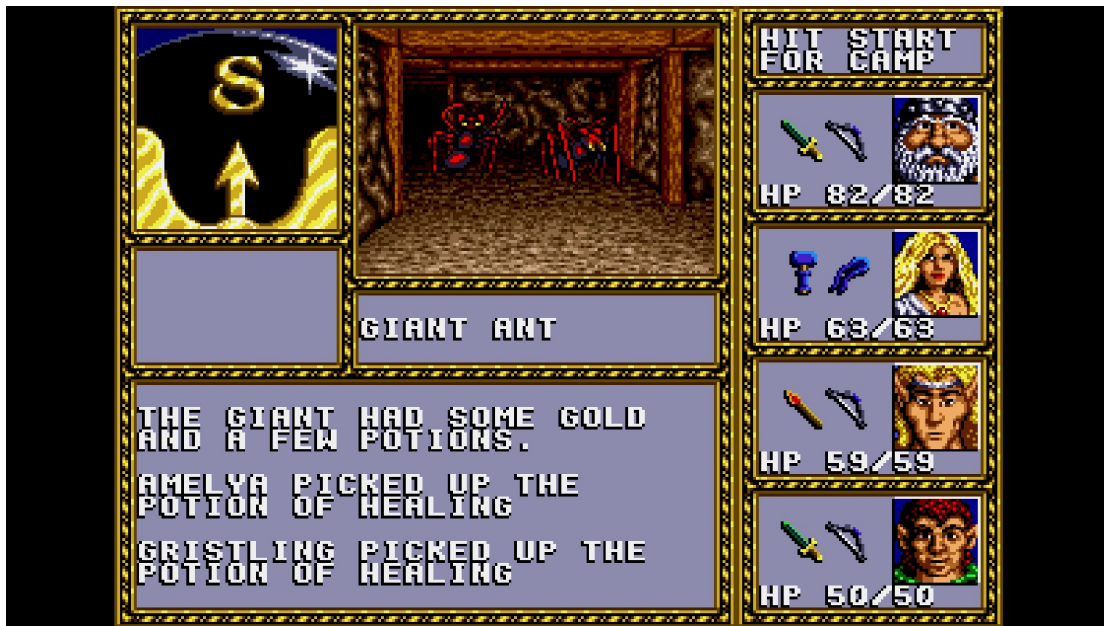 S
HIT START
FOR CAMP
HP 82/82
HP 63/63
HP 59/59
HP 50/50
GIANT ANT
THE GIANT HAD SOME GOLD
AND A FEW POTIONS.
AMELYA PICKED UP THE
POTION OF HEALING
GRISTLING PICKED UP THE
POTION OF HEALING